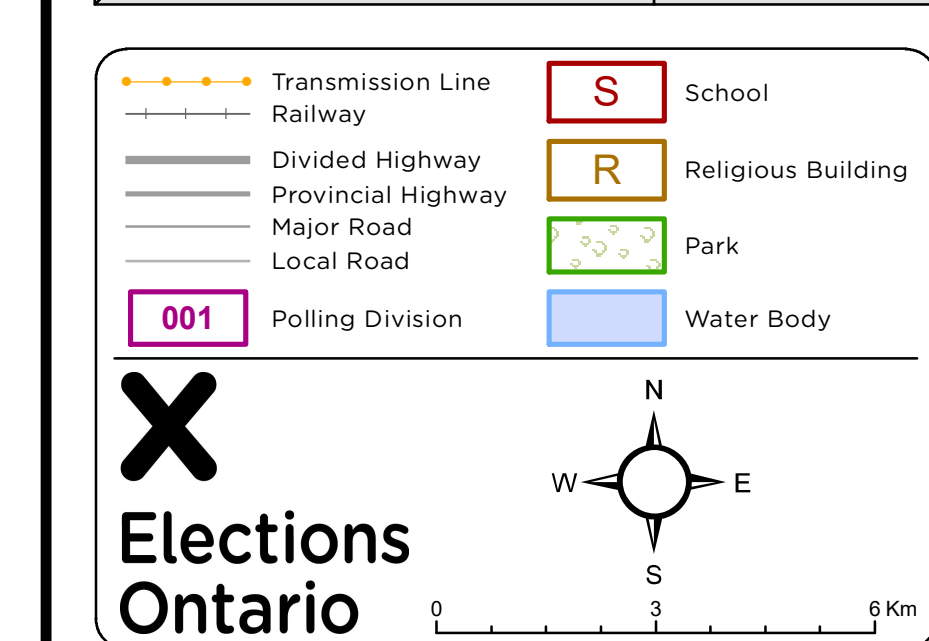 Transmission Line
Railway
Divided Highway
Provincial Highway
Major Road
Local Road
001 Polling Division
S School
R Religious Building
Park
Water Body
Elections
Ontario
N
W E
S
0 3 6 Km